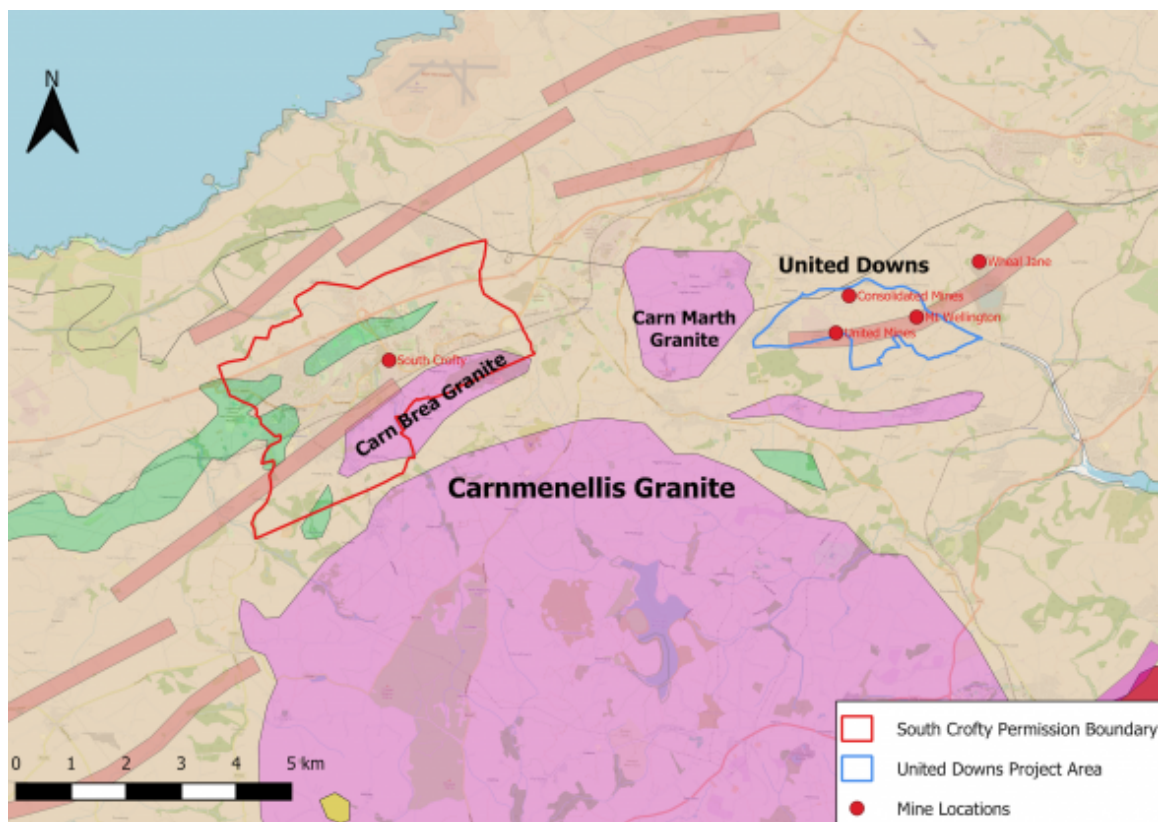 N
United Downs
Wheal Jane
Consolidated Mines
Mt Wellington
United Mines
Carn Marth
Granite
South Crofty
Carn Brea Granite
Carnmenellis Granite
0 1 2 3 4 5 km
South Crofty Permission Boundary
United Downs Project Area
Mine Locations